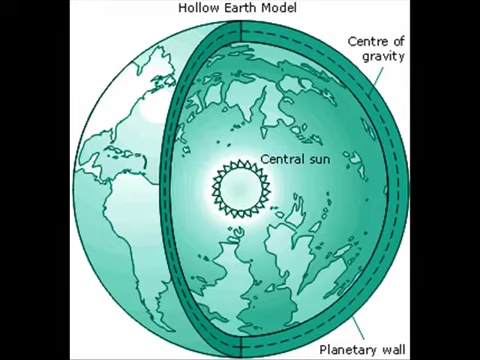 Hollow Earth Model
Centre of
gravity
Central sun
Planetary wall